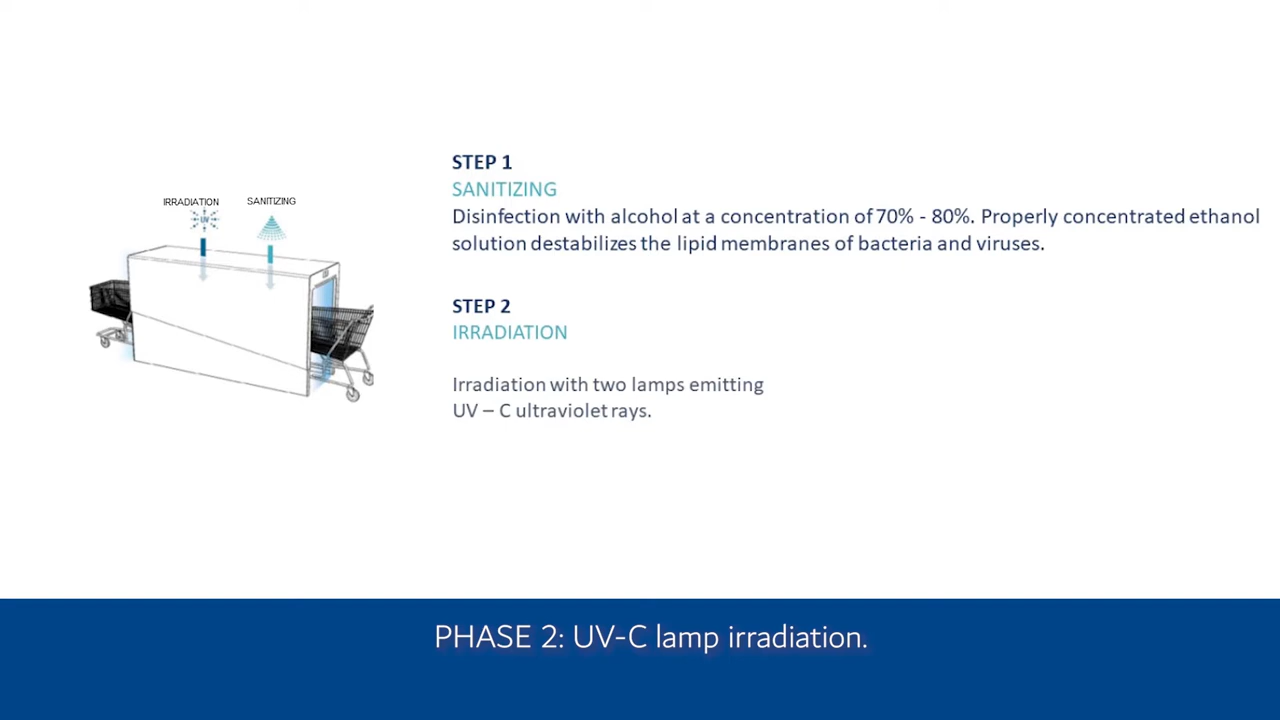 IRRADIATION
SANITIZING
UV
STEP 1
SANITIZING
Disinfection with alcohol at a concentration of 70% - 80%. Properly concentrated ethanol
solution destabilizes the lipid membranes of bacteria and viruses.
STEP 2
IRRADIATION
Irradiation with two lamps emitting
UV – C ultraviolet rays.
PHASE 2: UV-C lamp irradiation.